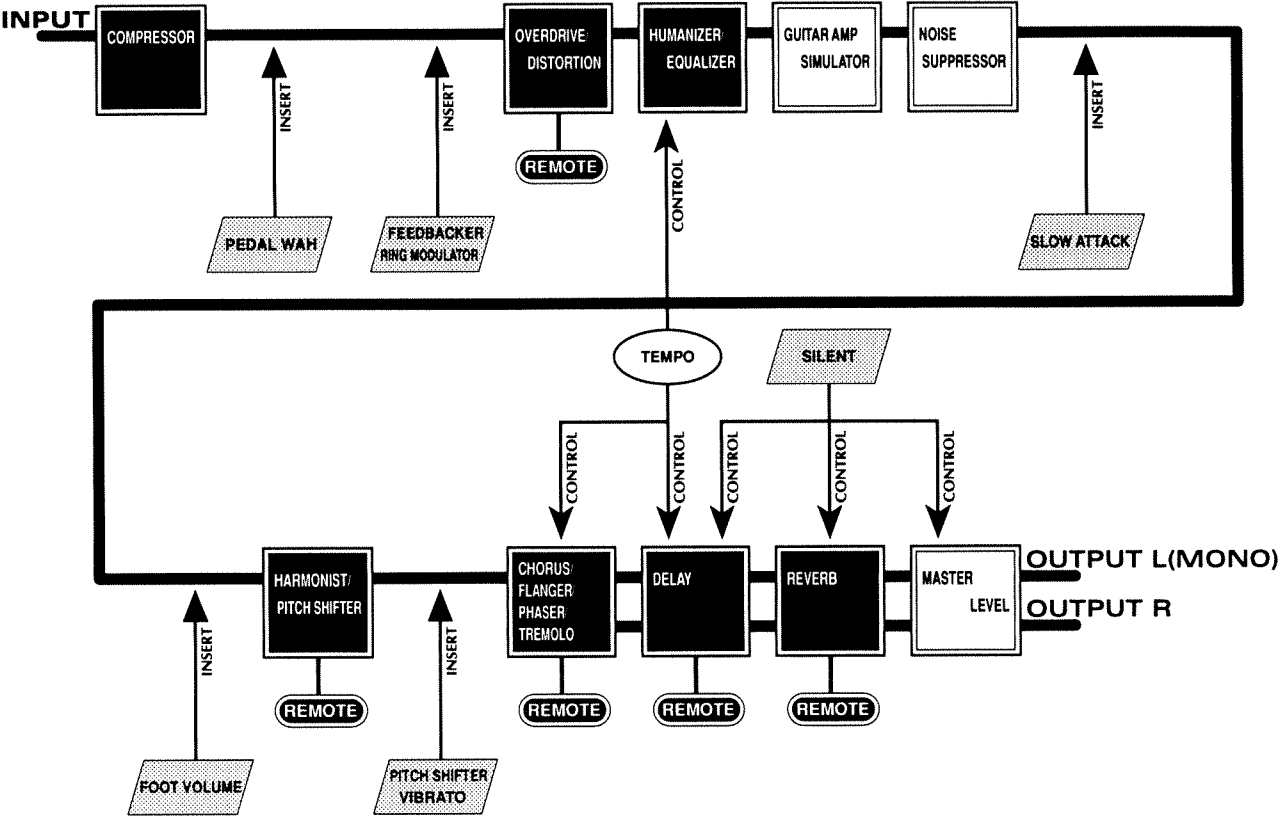 INPUT
COMPRESSOR
OVERDRIVE/
DISTORTION
HUMANIZER/
EQUALIZER
GUITAR AMP
SIMULATOR
NOISE
SUPPRESSOR
INSERT
INSERT
INSERT
REMOTE
CONTROL
PEDAL WAH
FEEDBACKER
RING MODULATOR
SLOW ATTACK
TEMPO
SILENT
CONTROL
CONTROL
CONTROL
CONTROL
CONTROL
HARMONIST/
PITCH SHIFTER
CHORUS/
FLANGER/
PHASER/
TREMOLO
DELAY
REVERB
MASTER
LEVEL
OUTPUT L(MONO)
OUTPUT R
INSERT
INSERT
REMOTE
REMOTE
REMOTE
REMOTE
FOOT VOLUME
PITCH SHIFTER
VIBRATO